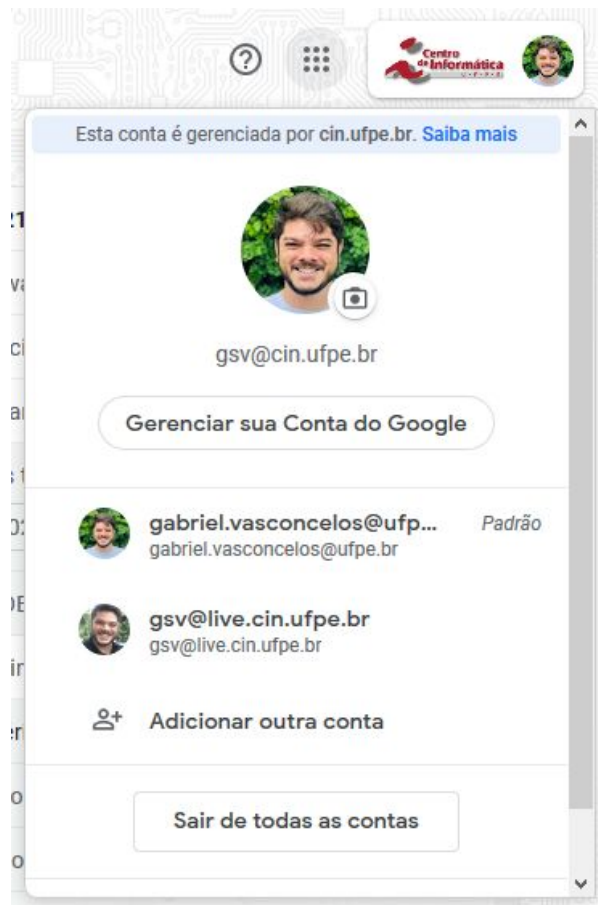 Centro
de Informática
U·F·P·E
Esta conta é gerenciada por cin.ufpe.br. Saiba mais
gsv@cin.ufpe.br
Gerenciar sua Conta do Google
gabriel.vasconcelos@ufp... Padrão
gabriel.vasconcelos@ufpe.br
gsv@live.cin.ufpe.br
gsv@live.cin.ufpe.br
Adicionar outra conta
Sair de todas as contas